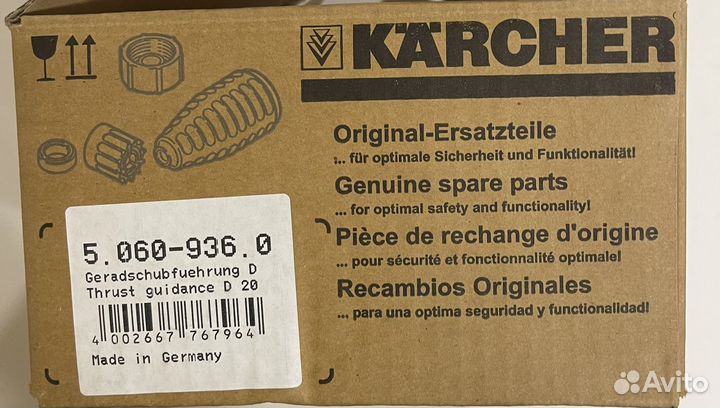 KÄRCHER
Original-Ersatzteile
... für optimale Sicherheit und Funktionalität!
Genuine spare parts
... for optimal safety and functionality!
Pièce de rechange d'origine
... pour sécurité et fonctionnalité optimale!
Recambios Originales
... para una optima seguridad y functionalidad!
5.060-936.0
Geradschubfuehrung D
Thrust guidance D 20
4 002667 767964
Made in Germany
Avito